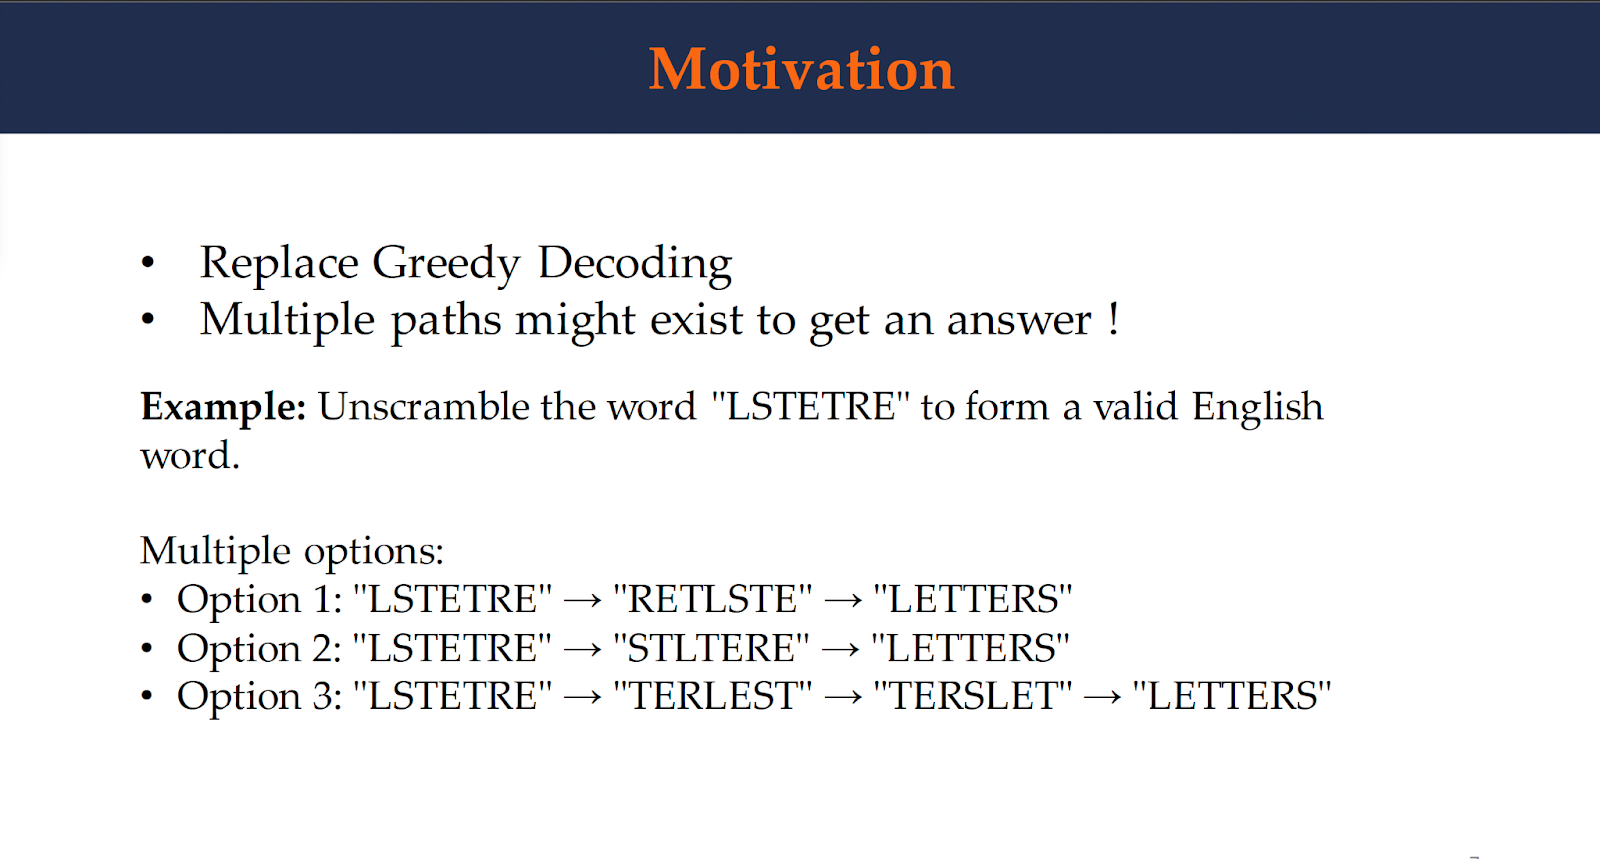 Motivation
• Replace Greedy Decoding
• Multiple paths might exist to get an answer !
Example: Unscramble the word "LSTETRE" to form a valid English
word.
Multiple options:
• Option 1: "LSTETRE" → "RETLSTE" → "LETTERS"
• Option 2: "LSTETRE" → "STLTERE" → "LETTERS"
• Option 3: "LSTETRE" → "TERLEST" → "TERSLET" → "LETTERS"